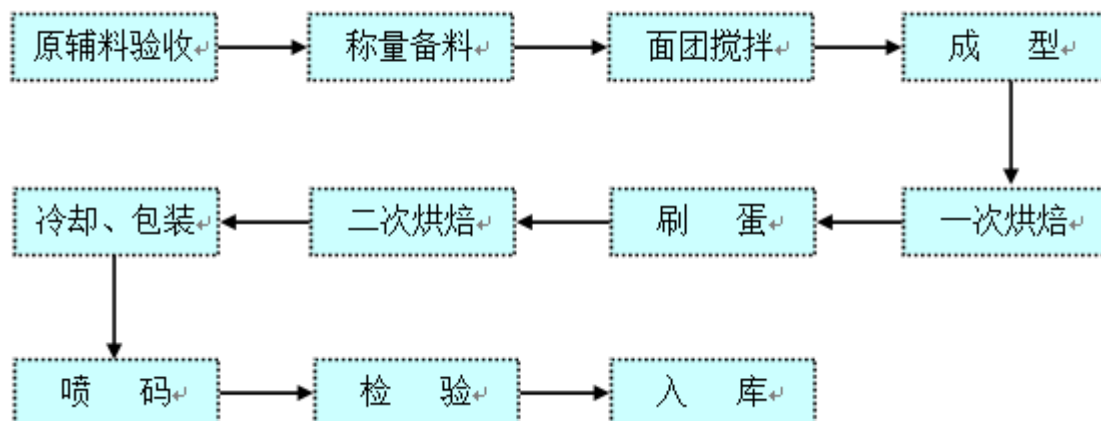 原辅料验收
称量备料
面团搅拌
成 型
一次烘焙
刷 蛋
二次烘焙
冷却、包装
喷 码
检 验
入 库